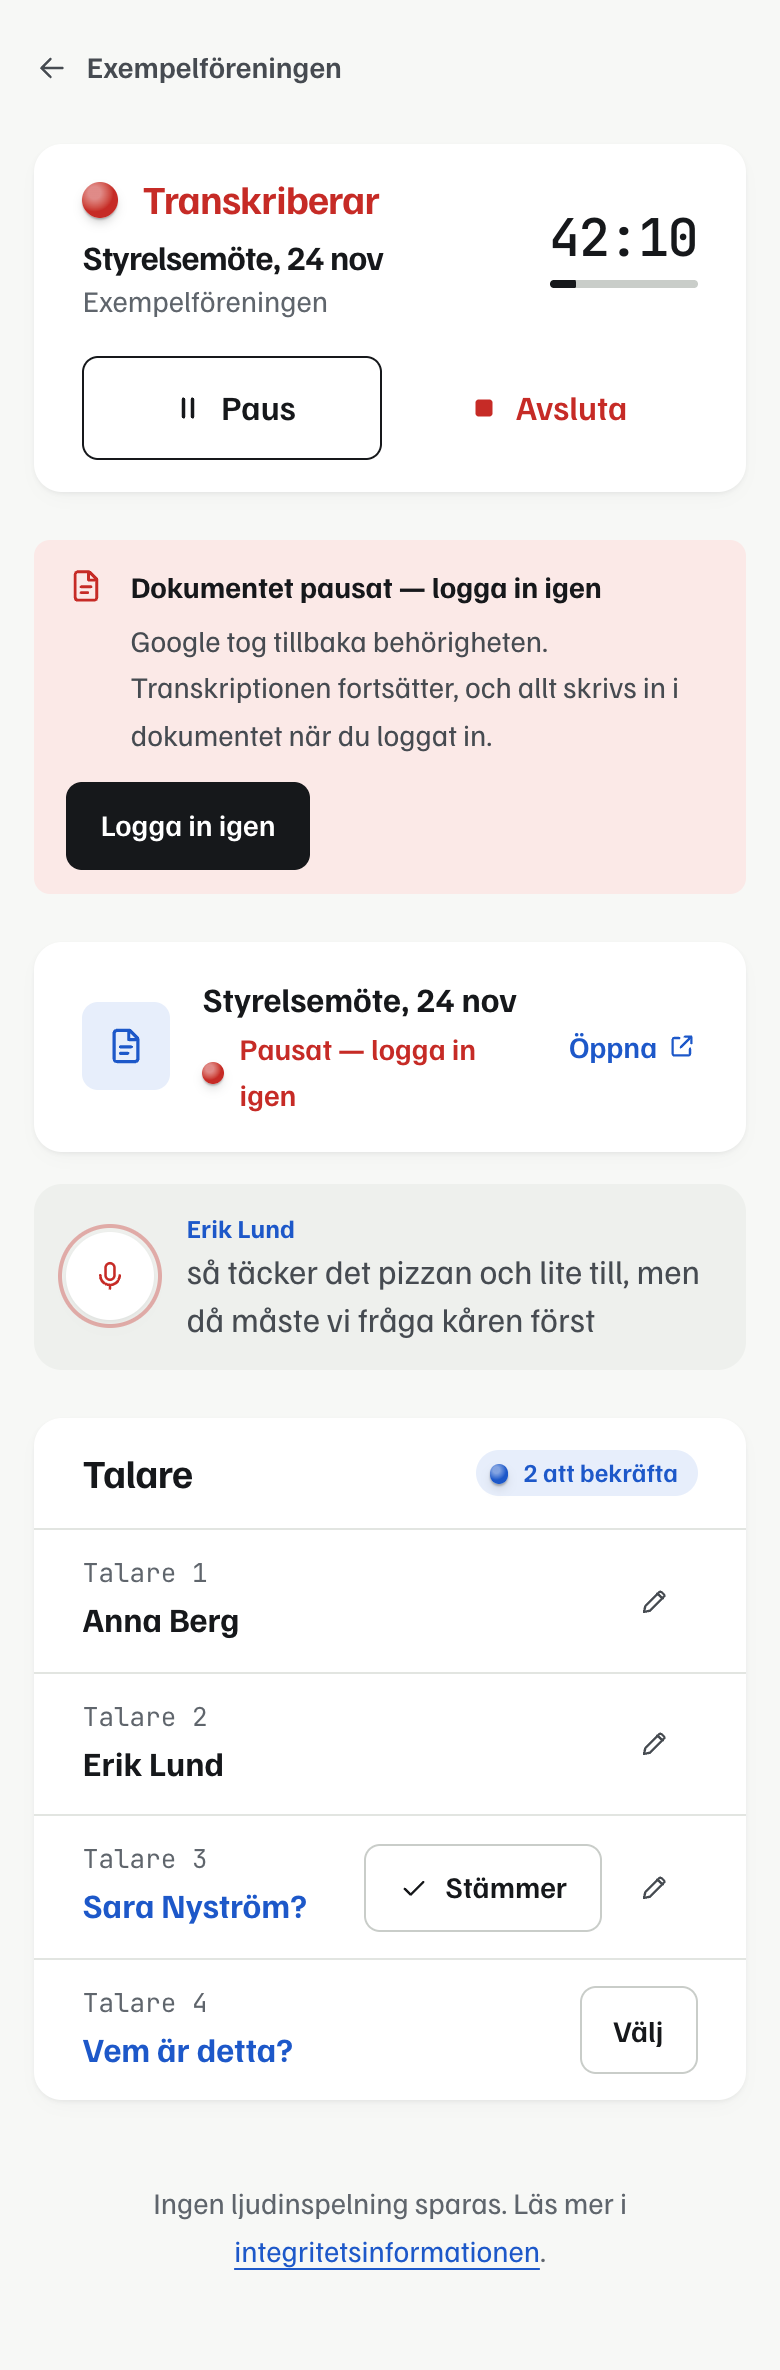 Exempelföreningen
Transkriberar
Styrelsemöte, 24 nov
Exempelföreningen
42:10
Paus
Avsluta
Dokumentet pausat — logga in igen
Google tog tillbaka behörigheten.
Transkriptionen fortsätter, och allt skrivs in i
dokumentet när du loggat in.
Logga in igen
Styrelsemöte, 24 nov
Pausat — logga in
igen
Öppna
Erik Lund
så täcker det pizzan och lite till, men
då måste vi fråga kåren först
Talare
2 att bekräfta
Talare 1
Anna Berg
Talare 2
Erik Lund
Talare 3
Sara Nyström?
Stämmer
Talare 4
Vem är detta?
Välj
Ingen ljudinspelning sparas. Läs mer i
integritetsinformationen.